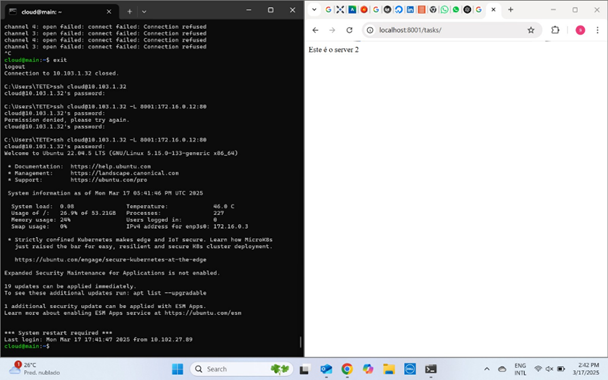 cloud@main: ~
channel 4: open failed: connect failed: Connection refused
channel 3: open failed: connect failed: Connection refused
channel 4: open failed: connect failed: Connection refused
channel 3: open failed: connect failed: Connection refused
^C
cloud@main:~$ exit
logout
Connection to 10.103.1.32 closed.
C:\Users\TETE>ssh cloud@10.103.1.32
cloud@10.103.1.32's password:
C:\Users\TETE>ssh cloud@10.103.1.32 -L 8001:172.16.0.12:80
cloud@10.103.1.32's password:
Permission denied, please try again.
cloud@10.103.1.32's password:
C:\Users\TETE>ssh cloud@10.103.1.32 -L 8001:172.16.0.12:80
cloud@10.103.1.32's password:
Welcome to Ubuntu 22.04.5 LTS (GNU/Linux 5.15.0-133-generic x86_64)
* Documentation: https://help.ubuntu.com
* Management: https://landscape.canonical.com
* Support: https://ubuntu.com/pro
System information as of Mon Mar 17 05:41:46 PM UTC 2025
System load: 0.08 Temperature: 46.0 C
Usage of /: 26.9% of 53.21GB Processes: 227
Memory usage: 24% Users logged in: 0
Swap usage: 0% IPv4 address for enp3s0: 172.16.0.3
* Strictly confined Kubernetes makes edge and IoT secure. Learn how MicroK8s
just raised the bar for easy, resilient and secure K8s cluster deployment.
https://ubuntu.com/engage/secure-kubernetes-at-the-edge
Expanded Security Maintenance for Applications is not enabled.
19 updates can be applied immediately.
To see these additional updates run: apt list --upgradable
1 additional security update can be applied with ESM Apps.
Learn more about enabling ESM Apps service at https://ubuntu.com/esm
*** System restart required ***
Last login: Mon Mar 17 17:41:47 2025 from 10.102.27.89
cloud@main:~$
localhost:8001/tasks/
Este é o server 2
28°C
Pred. nublado
Search
ENG
INTL
2:42 PM
3/17/2025